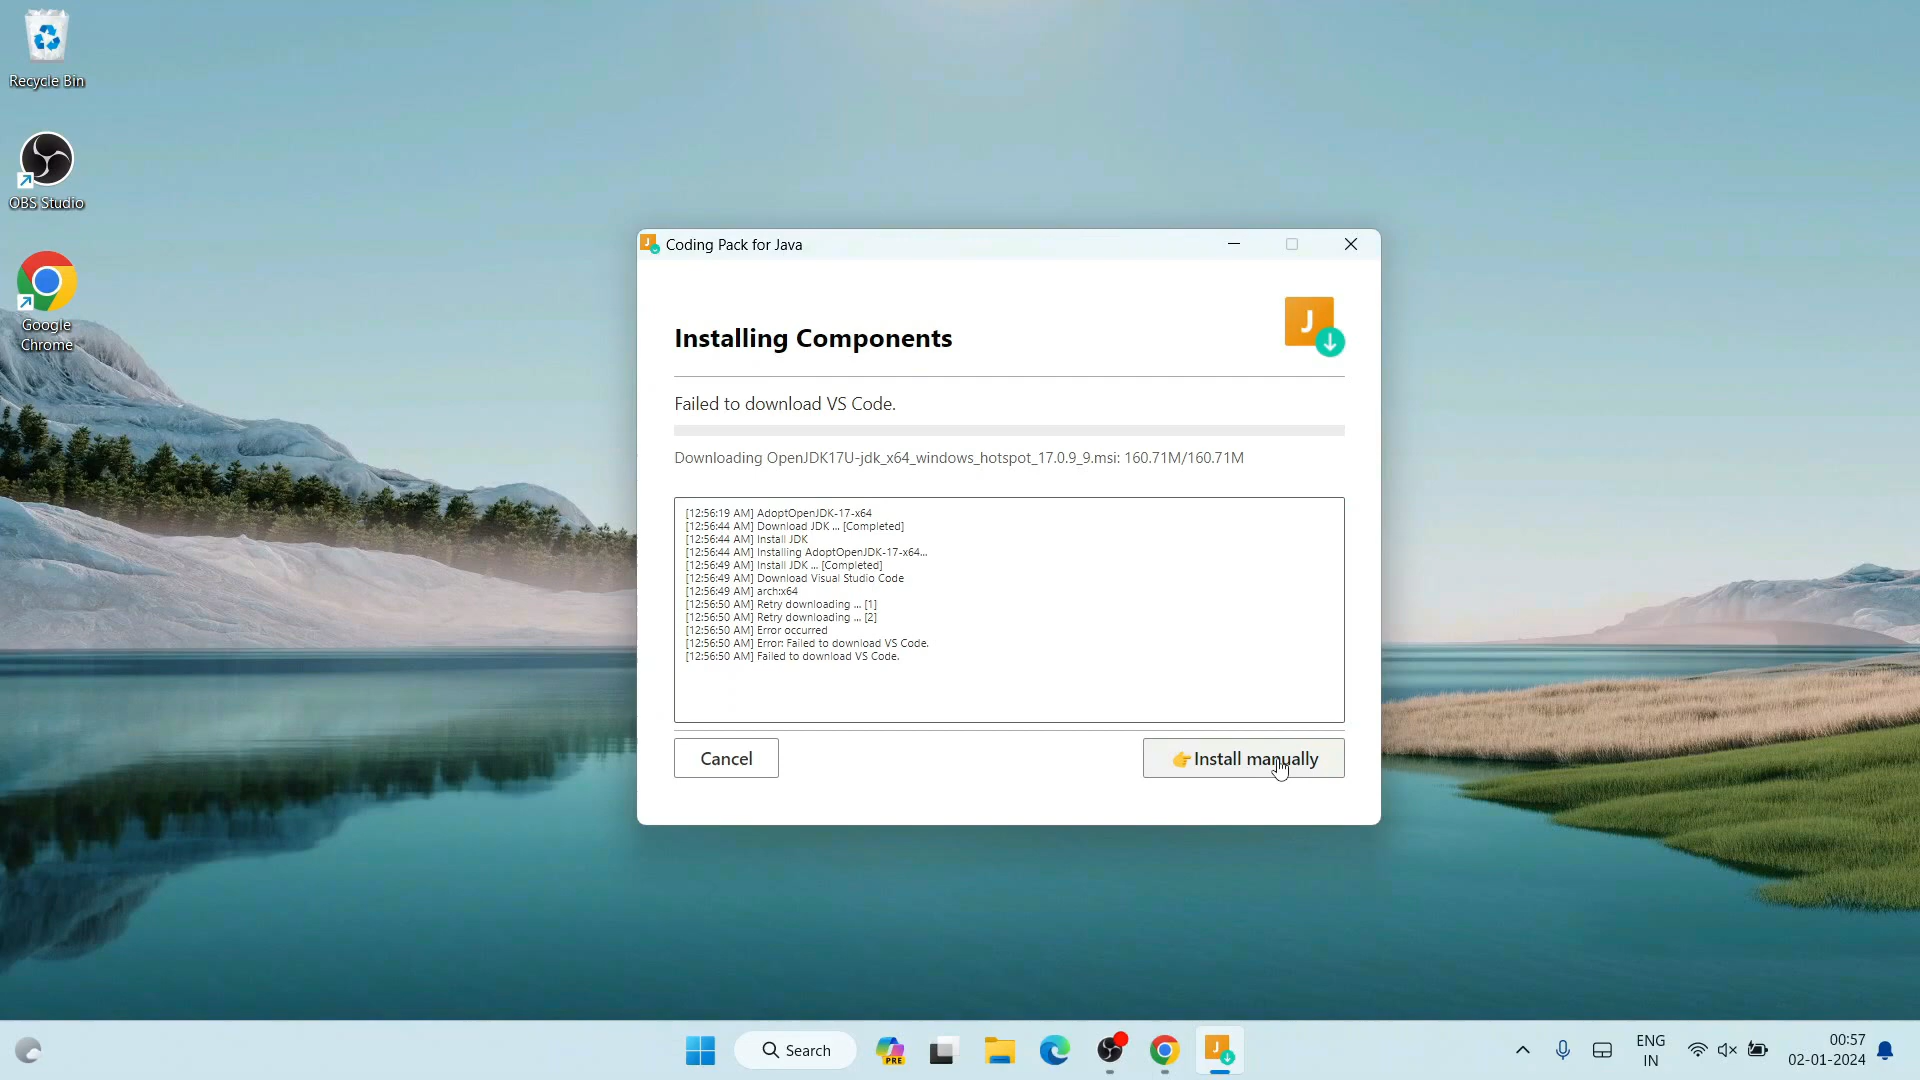 Recycle Bin
OBS Studio
Google
Chrome
Coding Pack for Java
J
Installing Components
Failed to download VS Code.
Downloading OpenJDK17U-jdk_x64_windows_hotspot_17.0.9_9.msi: 160.71M/160.71M
[12:56:19 AM] AdoptOpenJDK-17-x64
[12:56:44 AM] Download JDK ... [Completed]
[12:56:44 AM] Install JDK
[12:56:44 AM] Installing AdoptOpenJDK-17-x64...
[12:56:49 AM] Install JDK ... [Completed]
[12:56:49 AM] Download Visual Studio Code
[12:56:49 AM] arch:x64
[12:56:50 AM] Retry downloading ... [1]
[12:56:50 AM] Retry downloading ... [2]
[12:56:50 AM] Error occurred
[12:56:50 AM] Error: Failed to download VS Code.
[12:56:50 AM] Failed to download VS Code.
Cancel
👉Install manually
Search
PRE
J
ENG
IN
00:57
02-01-2024